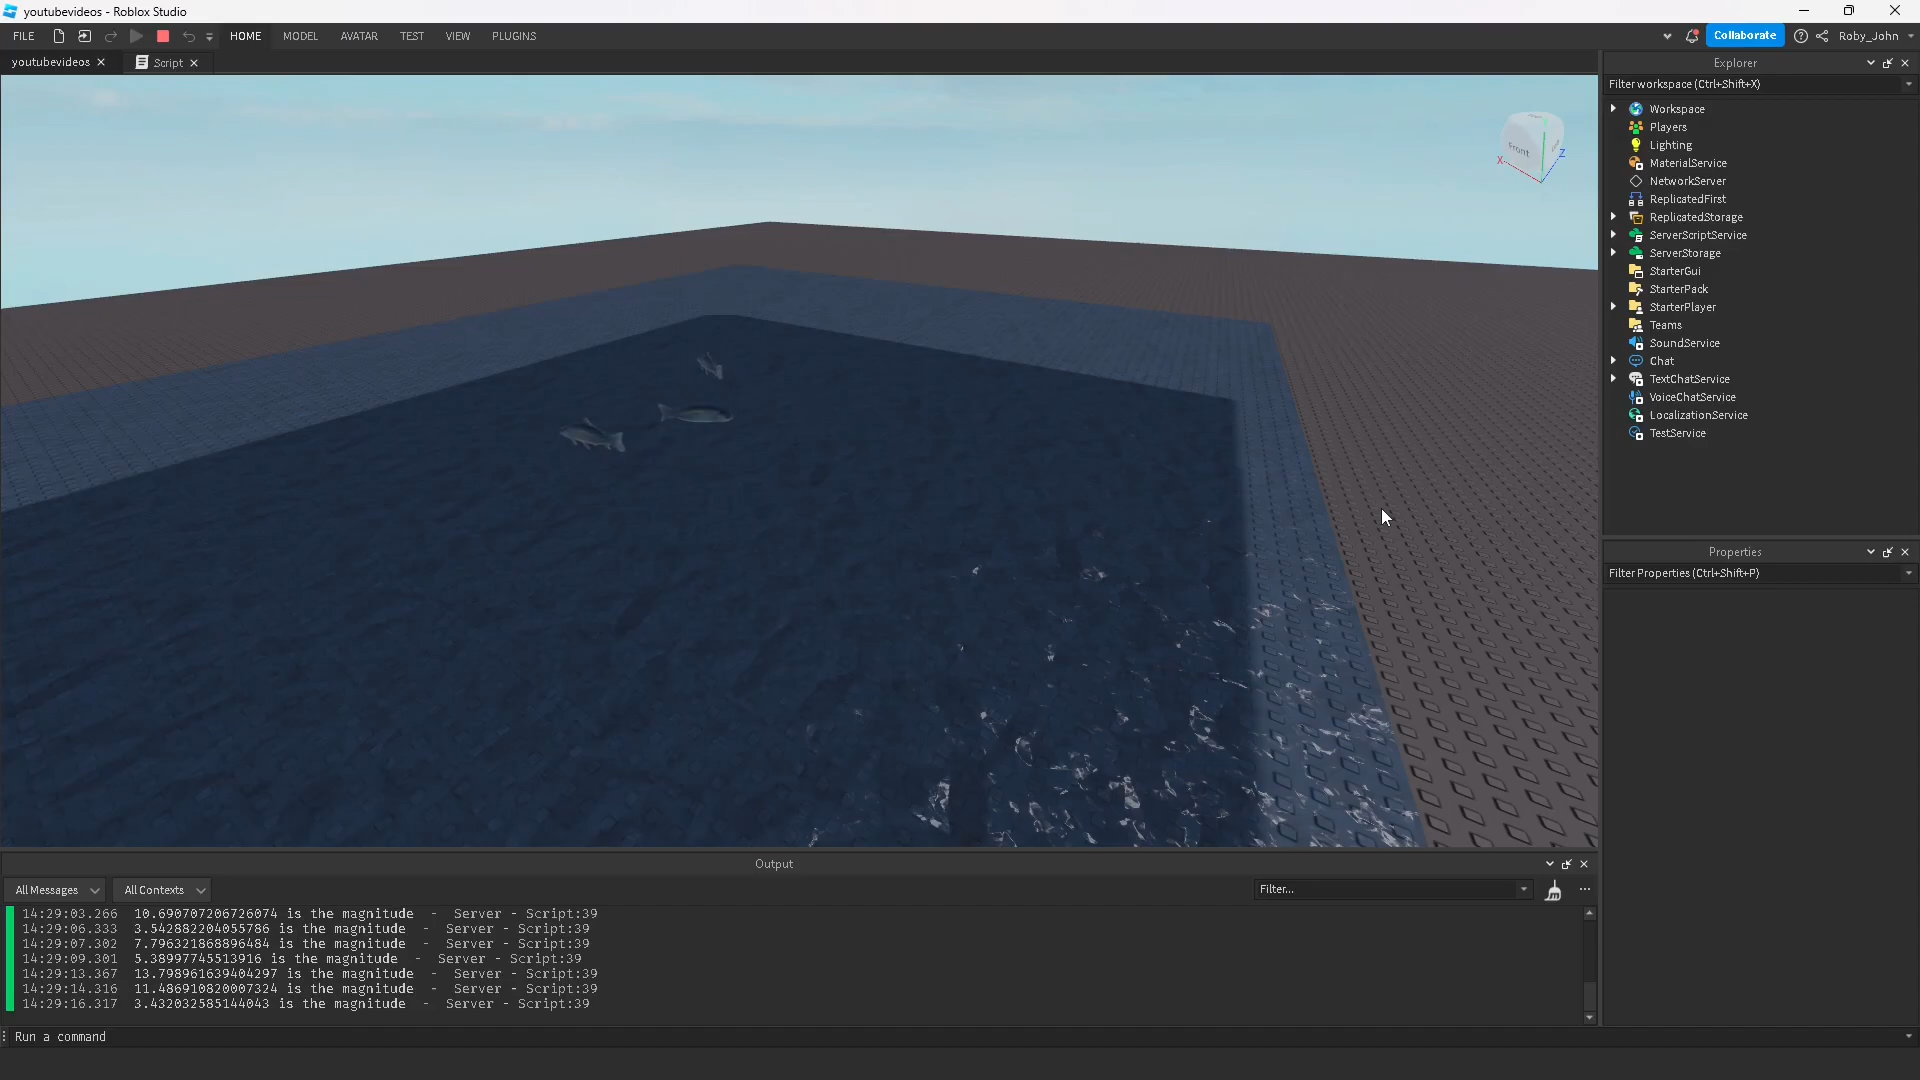 youtubevideos - Roblox Studio
FILE
HOME
MODEL
AVATAR
TEST
VIEW
PLUGINS
Collaborate
Roby_John
youtubevideos
Script
Front
X
Z
Explorer
Filter workspace (Ctrl+Shift+X)
Workspace
Players
Lighting
MaterialService
NetworkServer
ReplicatedFirst
ReplicatedStorage
ServerScriptService
ServerStorage
StarterGui
StarterPack
StarterPlayer
Teams
SoundService
Chat
TextChatService
VoiceChatService
LocalizationService
TestService
Properties
Filter Properties (Ctrl+Shift+P)
Output
All Messages
All Contexts
Filter...
14:29:03.266 10.690707206726074 is the magnitude - Server - Script:39
14:29:06.333 3.542882204055786 is the magnitude - Server - Script:39
14:29:07.302 7.796321868896484 is the magnitude - Server - Script:39
14:29:09.301 5.38997745513916 is the magnitude - Server - Script:39
14:29:13.367 13.798961639404297 is the magnitude - Server - Script:39
14:29:14.316 11.486910820007324 is the magnitude - Server - Script:39
14:29:16.317 3.432032585144043 is the magnitude - Server - Script:39
Run a command